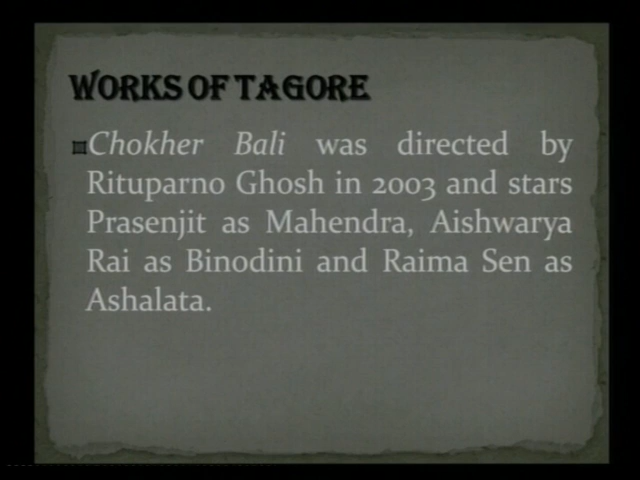 WORKS OF TAGORE
Chokher Bali was directed by
Rituparno Ghosh in 2003 and stars
Prasenjit as Mahendra, Aishwarya
Rai as Binodini and Raima Sen as
Ashalata.